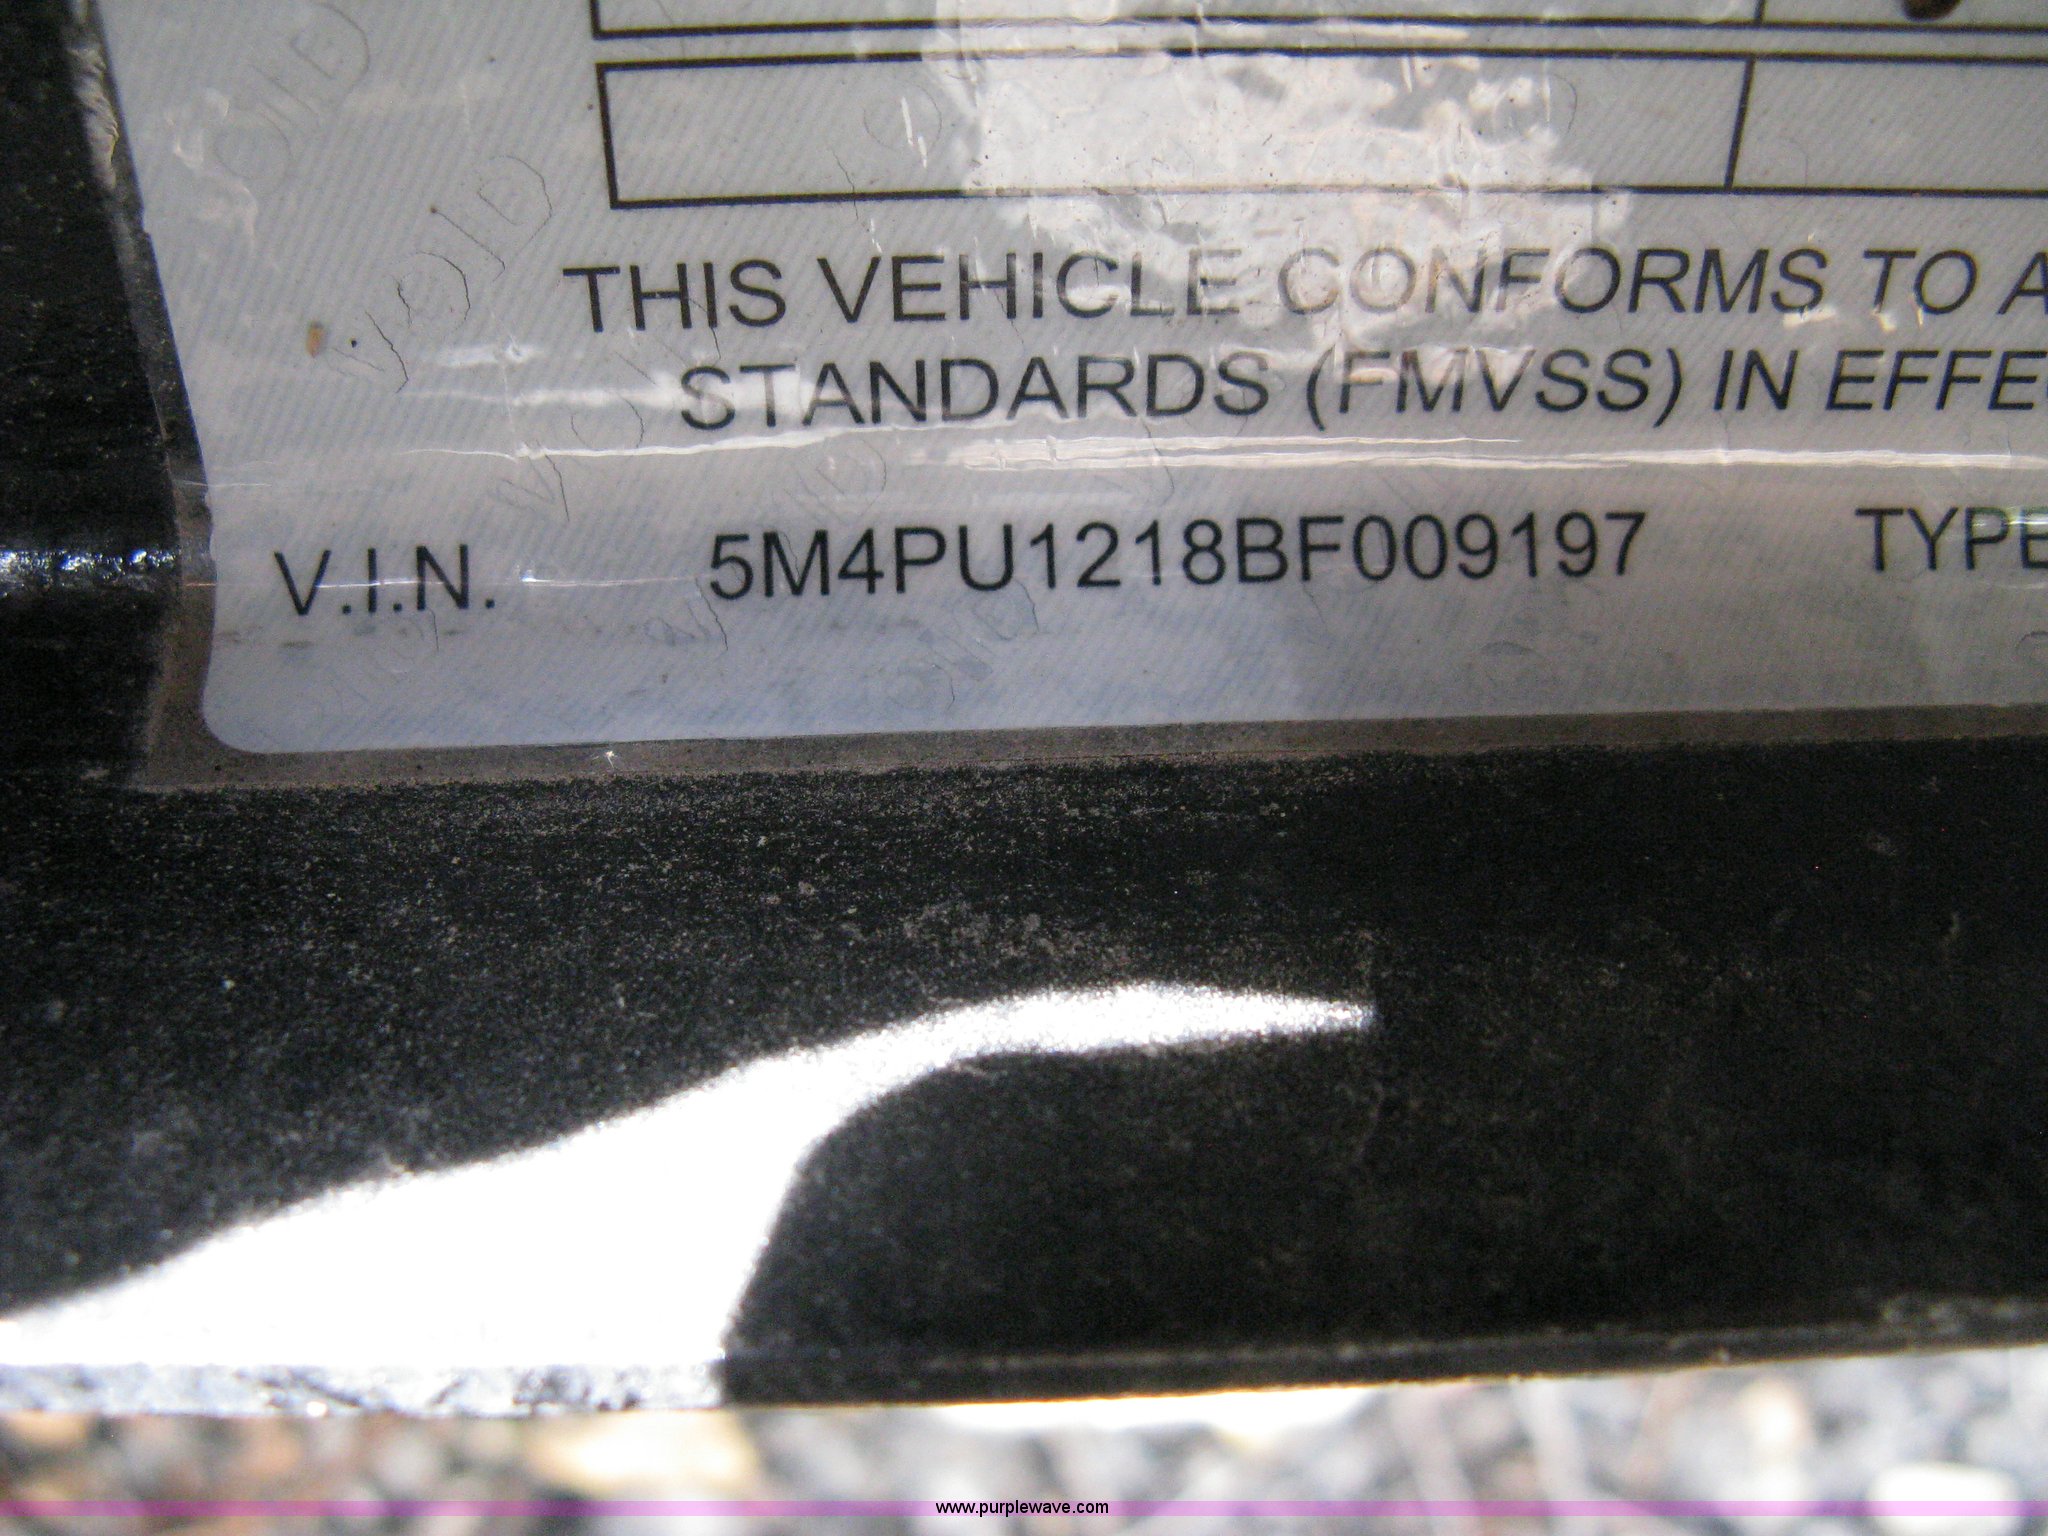 THIS VEHICLE CONFORMS TO A
STANDARDS (FMVSS) IN EFFE
V.I.N. 5M4PU1218BF009197 TYPE
www.purplewave.com